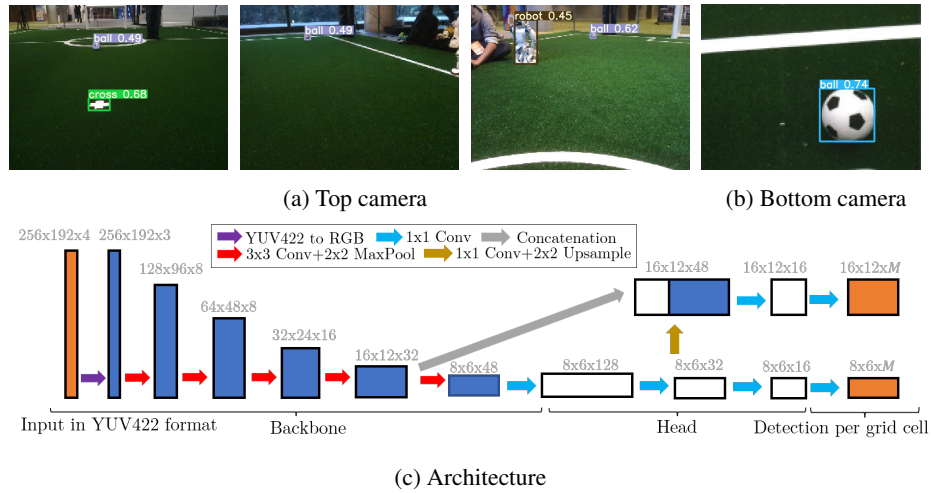 ball 0.49
cross 0.68
ball 0.49
robot 0.45
ball 0.62
ball 0.74
(a) Top camera
(b) Bottom camera
256x192x4 256x192x3
YUV422 to RGB 1x1 Conv Concatenation
3x3 Conv+2x2 MaxPool 1x1 Conv+2x2 Upsample
128x96x8
64x48x8
32x24x16
16x12x32
8x6x48
16x12x48 16x12x16 16x12xM
8x6x128 8x6x32 8x6x16 8x6xM
Input in YUV422 format Backbone Head Detection per grid cell
(c) Architecture